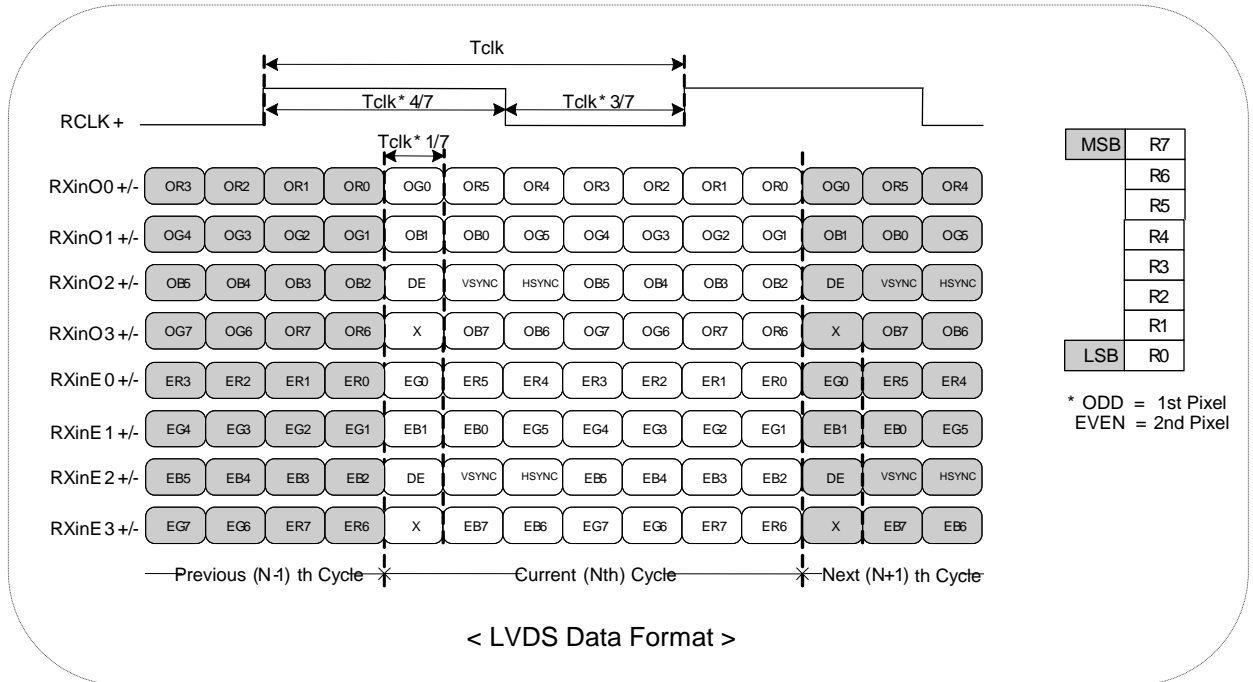 Tclk
Tclk * 4/7 Tclk * 3/7
RCLK +
Tclk * 1/7
RXinO0 +/- OR3 OR2 OR1 OR0 OG0 OR5 OR4 OR3 OR2 OR1 OR0 OG0 OR5 OR4
RXinO1 +/- OG4 OG3 OG2 OG1 OB1 OB0 OG5 OG4 OG3 OG2 OG1 OB1 OB0 OG5
RXinO2 +/- OB5 OB4 OB3 OB2 DE VSYNC HSYNC OB5 OB4 OB3 OB2 DE VSYNC HSYNC
RXinO3 +/- OG7 OG6 OR7 OR6 X OB7 OB6 OG7 OG6 OR7 OR6 X OB7 OB6
RXinE0 +/- ER3 ER2 ER1 ER0 EG0 ER5 ER4 ER3 ER2 ER1 ER0 EG0 ER5 ER4
RXinE1 +/- EG4 EG3 EG2 EG1 EB1 EB0 EG5 EG4 EG3 EG2 EG1 EB1 EB0 EG5
RXinE2 +/- EB5 EB4 EB3 EB2 DE VSYNC HSYNC EB5 EB4 EB3 EB2 DE VSYNC HSYNC
RXinE3 +/- EG7 EG6 ER7 ER6 X EB7 EB6 EG7 EG6 ER7 ER6 X EB7 EB6
Previous (N-1) th Cycle Current (Nth) Cycle Next (N+1) th Cycle
< LVDS Data Format >
MSB R7
R6
R5
R4
R3
R2
R1
LSB R0
* ODD = 1st Pixel
EVEN = 2nd Pixel